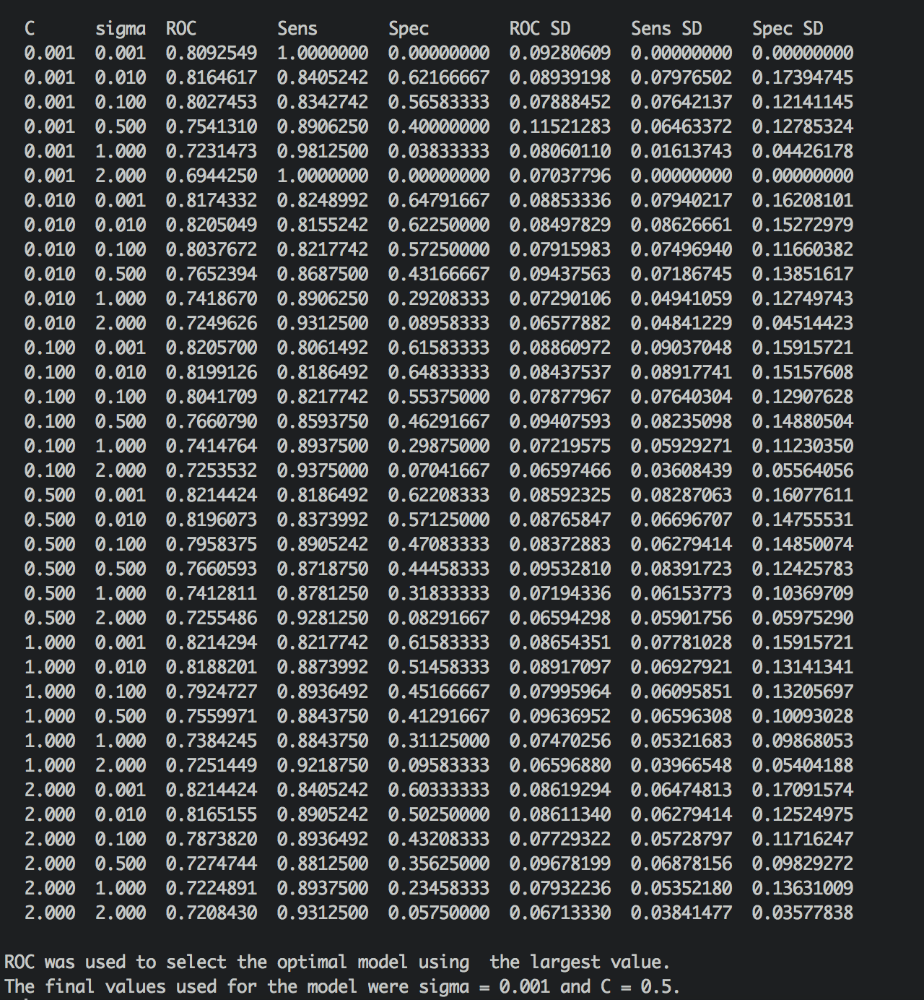 C sigma ROC Sens Spec ROC SD Sens SD Spec SD
0.001 0.001 0.8092549 1.0000000 0.00000000 0.09280609 0.00000000 0.00000000
0.001 0.010 0.8164617 0.8405242 0.62166667 0.08939198 0.07976502 0.17394745
0.001 0.100 0.8027453 0.8342742 0.56583333 0.07888452 0.07642137 0.12141145
0.001 0.500 0.7541310 0.8906250 0.40000000 0.11521283 0.06463372 0.12785324
0.001 1.000 0.7231473 0.9812500 0.03833333 0.08060110 0.01613743 0.04426178
0.001 2.000 0.6944250 1.0000000 0.00000000 0.07037796 0.00000000 0.00000000
0.010 0.001 0.8174332 0.8248992 0.64791667 0.08853336 0.07940217 0.16208101
0.010 0.010 0.8205049 0.8155242 0.62250000 0.08497829 0.08626661 0.15272979
0.010 0.100 0.8037672 0.8217742 0.57250000 0.07915983 0.07496940 0.11660382
0.010 0.500 0.7652394 0.8687500 0.43166667 0.09437563 0.07186745 0.13851617
0.010 1.000 0.7418670 0.8906250 0.29208333 0.07290106 0.04941059 0.12749743
0.010 2.000 0.7249626 0.9312500 0.08958333 0.06577882 0.04841229 0.04514423
0.100 0.001 0.8205700 0.8061492 0.61583333 0.08860972 0.09037048 0.15915721
0.100 0.010 0.8199126 0.8186492 0.64833333 0.08437537 0.08917741 0.15157608
0.100 0.100 0.8041709 0.8217742 0.55375000 0.07877967 0.07640304 0.12907628
0.100 0.500 0.7660790 0.8593750 0.46291667 0.09407593 0.08235098 0.14880504
0.100 1.000 0.7414764 0.8937500 0.29875000 0.07219575 0.05929271 0.11230350
0.100 2.000 0.7253532 0.9375000 0.07041667 0.06597466 0.03608439 0.05564056
0.500 0.001 0.8214424 0.8186492 0.62208333 0.08592325 0.08287063 0.16077611
0.500 0.010 0.8196073 0.8373992 0.57125000 0.08765847 0.06696707 0.14755531
0.500 0.100 0.7958375 0.8905242 0.47083333 0.08372883 0.06279414 0.14850074
0.500 0.500 0.7660593 0.8718750 0.44458333 0.09532810 0.08391723 0.12425783
0.500 1.000 0.7412811 0.8781250 0.31833333 0.07194336 0.06153773 0.10369709
0.500 2.000 0.7255486 0.9281250 0.08291667 0.06594298 0.05901756 0.05975290
1.000 0.001 0.8214294 0.8217742 0.61583333 0.08654351 0.07781028 0.15915721
1.000 0.010 0.8188201 0.8873992 0.51458333 0.08917097 0.06927921 0.13141341
1.000 0.100 0.7924727 0.8936492 0.45166667 0.07995964 0.06095851 0.13205697
1.000 0.500 0.7559971 0.8843750 0.41291667 0.09636952 0.06596308 0.10093028
1.000 1.000 0.7384245 0.8843750 0.31125000 0.07470256 0.05321683 0.09868053
1.000 2.000 0.7251449 0.9218750 0.09583333 0.06596880 0.03966548 0.05404188
2.000 0.001 0.8214424 0.8405242 0.60333333 0.08619294 0.06474813 0.17091574
2.000 0.010 0.8165155 0.8905242 0.50250000 0.08611340 0.06279414 0.12524975
2.000 0.100 0.7873820 0.8936492 0.43208333 0.07729322 0.05728797 0.11716247
2.000 0.500 0.7274744 0.8812500 0.35625000 0.09678199 0.06878156 0.09829272
2.000 1.000 0.7224891 0.8937500 0.23458333 0.07932236 0.05352180 0.13631009
2.000 2.000 0.7208430 0.9312500 0.05750000 0.06713330 0.03841477 0.03577838
ROC was used to select the optimal model using  the largest value.
The final values used for the model were sigma = 0.001 and C = 0.5.